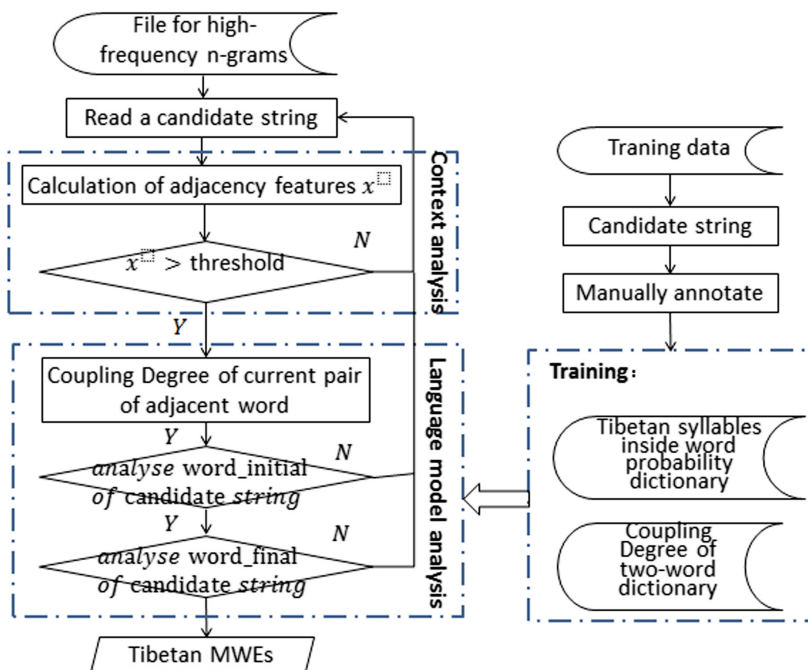 File for high-
frequency n-grams
Read a candidate string
Calculation of adjacency features x
N
x > threshold
Context analysis
Y
Coupling Degree of current pair
of adjacent word
Y
N
analyse word_initial
of candidate string
Y
N
analyse word_final
of candidate string
Language model analysis
Tibetan MWEs
Traning data
Candidate string
Manually annotate
Training:
Tibetan syllables
inside word
probability
dictionary
Coupling
Degree of
two-word
dictionary